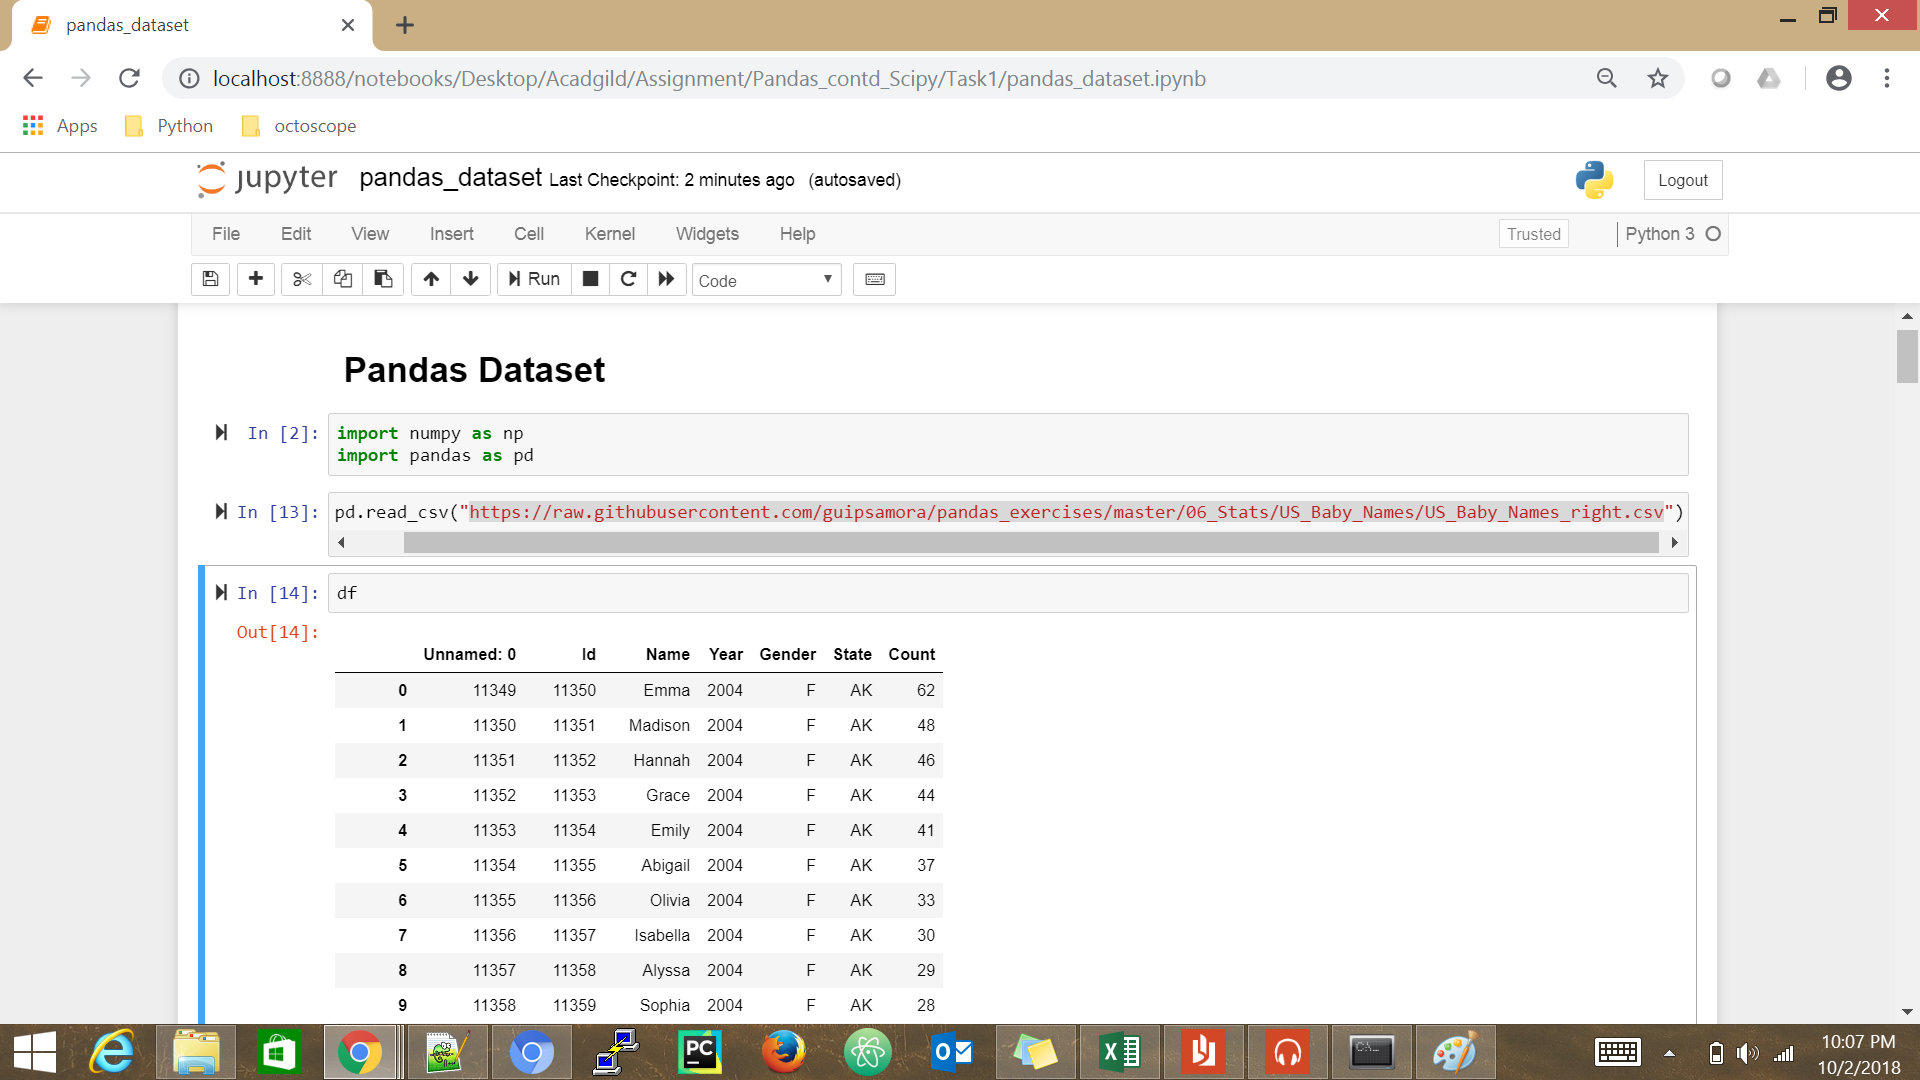 pandas_dataset
localhost:8888/notebooks/Desktop/Acadgild/Assignment/Pandas_contd_Scipy/Task1/pandas_dataset.ipynb
Apps Python octoscope
jupyter pandas_dataset Last Checkpoint: 2 minutes ago (autosaved) Logout
File Edit View Insert Cell Kernel Widgets Help Trusted Python 3
Run Code
Pandas Dataset
In [2]: import numpy as np
import pandas as pd
In [13]: pd.read_csv("https://raw.githubusercontent.com/guipsamora/pandas_exercises/master/06_Stats/US_Baby_Names/US_Baby_Names_right.csv")
In [14]: df
Out[14]:
Unnamed: 0 Id Name Year Gender State Count
0 11349 11350 Emma 2004 F AK 62
1 11350 11351 Madison 2004 F AK 48
2 11351 11352 Hannah 2004 F AK 46
3 11352 11353 Grace 2004 F AK 44
4 11353 11354 Emily 2004 F AK 41
5 11354 11355 Abigail 2004 F AK 37
6 11355 11356 Olivia 2004 F AK 33
7 11356 11357 Isabella 2004 F AK 30
8 11357 11358 Alyssa 2004 F AK 29
9 11358 11359 Sophia 2004 F AK 28
PC
10:07 PM
10/2/2018